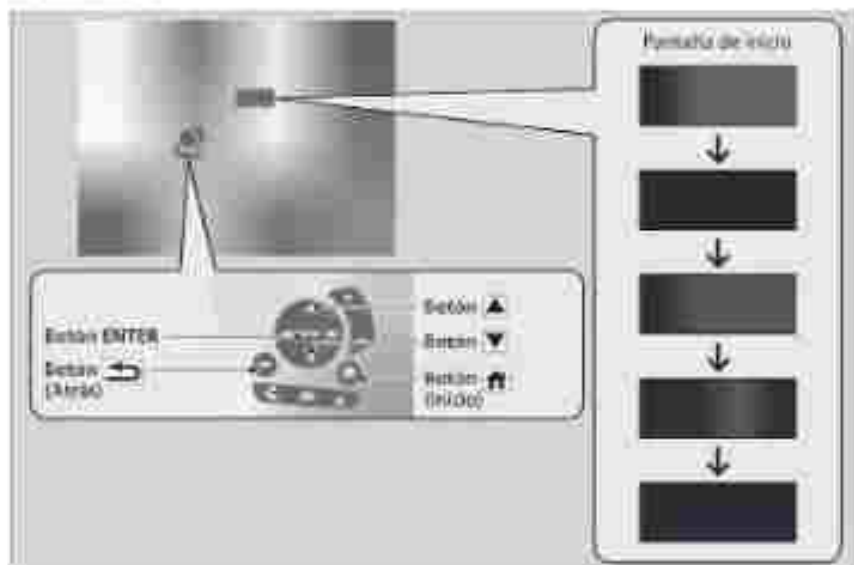 Pantalla de inicio
Botón ENTER
Botón
(Atrás)
Botón ▲
Botón ▼
Botón
(Inicio)